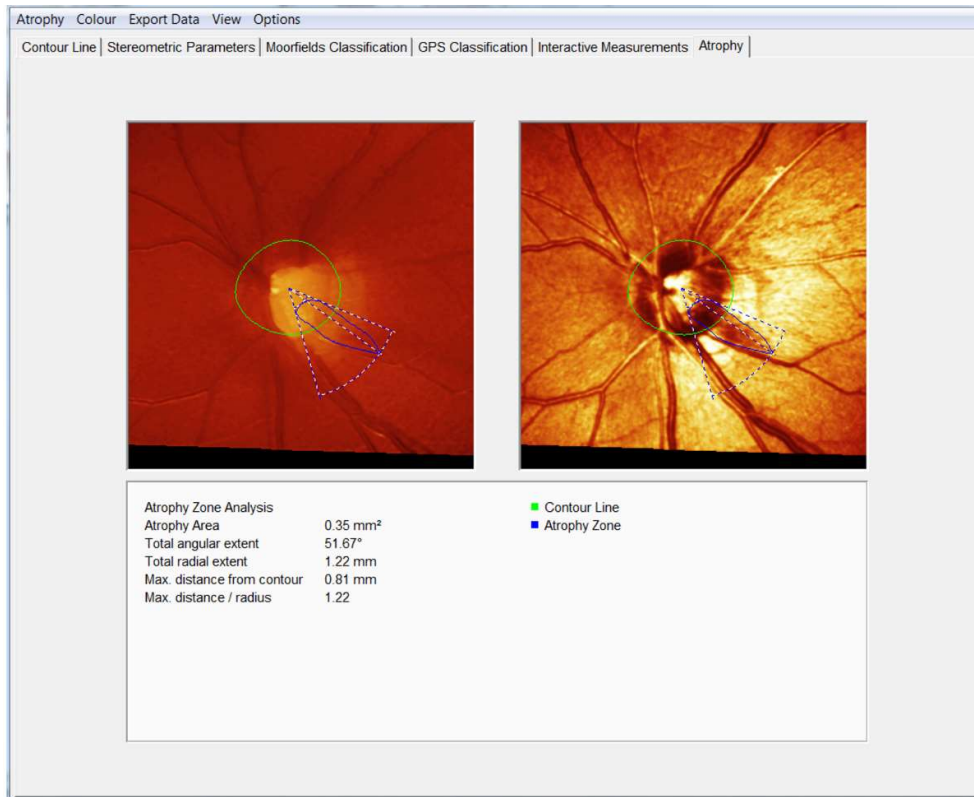 Atrophy Colour Export Data View Options
Contour Line Stereometric Parameters Moorfields Classification GPS Classification Interactive Measurements Atrophy
Atrophy Zone Analysis
Atrophy Area 0.35 mm²
Total angular extent 51.67°
Total radial extent 1.22 mm
Max. distance from contour 0.81 mm
Max. distance / radius 1.22
Contour Line
Atrophy Zone